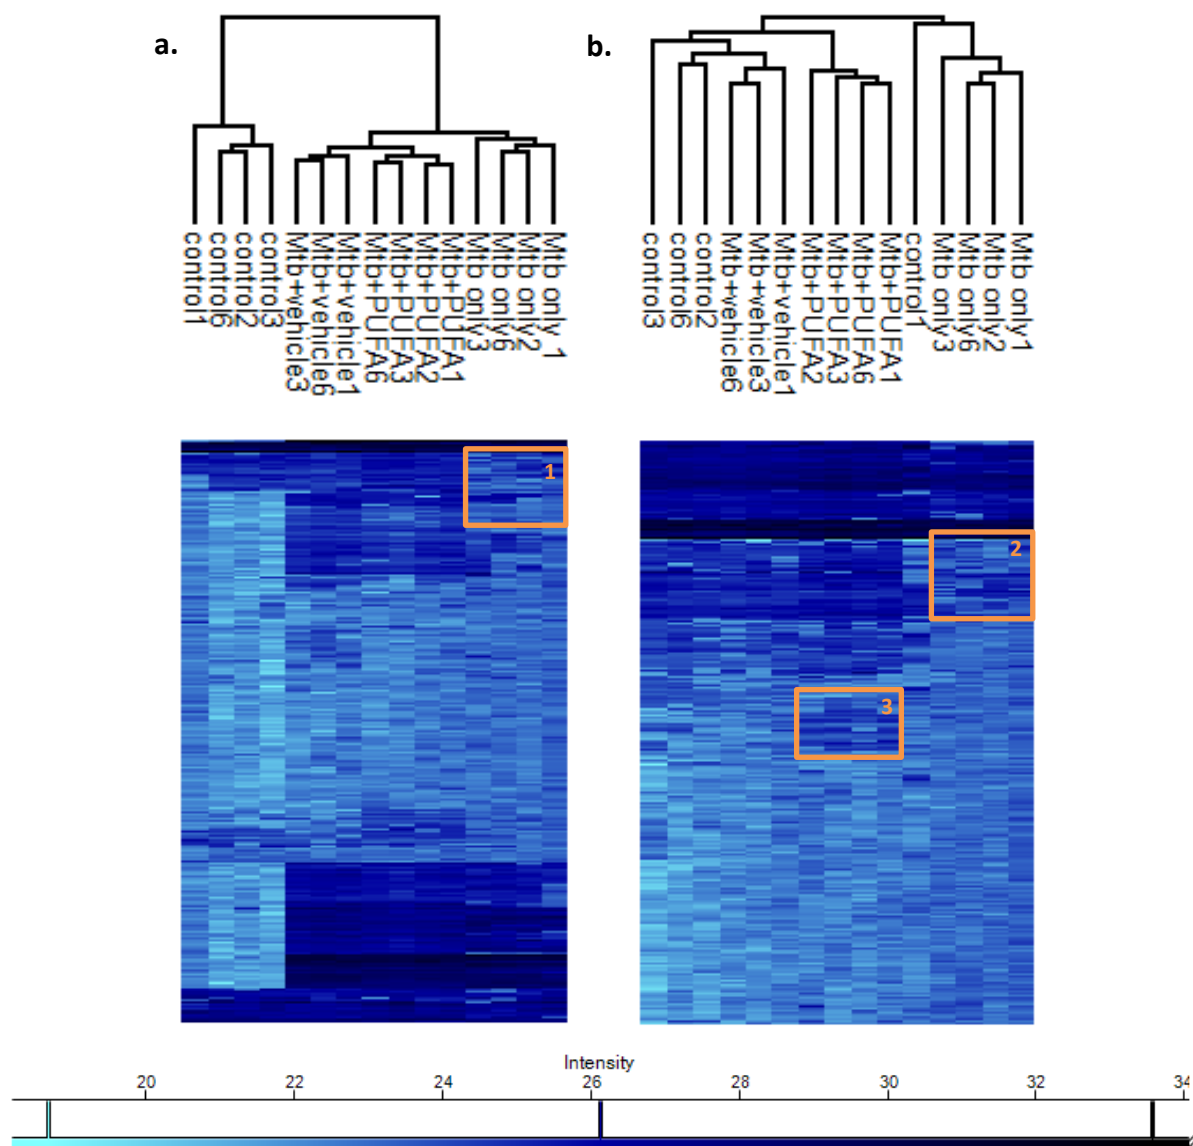 a.
b.
control1
control6
control2
control3
Mtb+vehicle3
Mtb+vehicle6
Mtb+vehicle1
Mtb+PUFA6
Mtb+PUFA3
Mtb+PUFA2
Mtb+PUFA1
Mtb only3
Mtb only6
Mtb only2
Mtb only 1
control3
control6
control2
Mtb+vehicle6
Mtb+vehicle3
Mtb+vehicle1
Mtb+PUFA2
Mtb+PUFA3
Mtb+PUFA6
Mtb+PUFA1
control1
Mtb only3
Mtb only6
Mtb only2
Mtb only1
1
2
3
Intensity
20 22 24 26 28 30 32 34